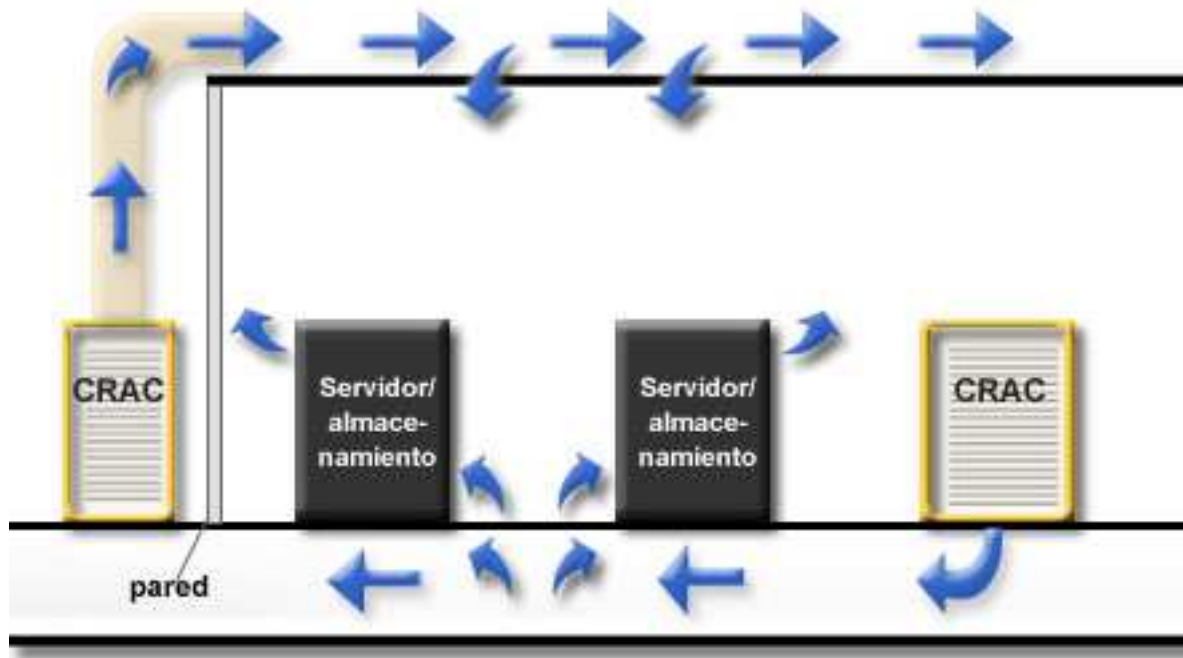 CRAC
Servidor/
almace-
namiento
Servidor/
almace-
namiento
CRAC
pared